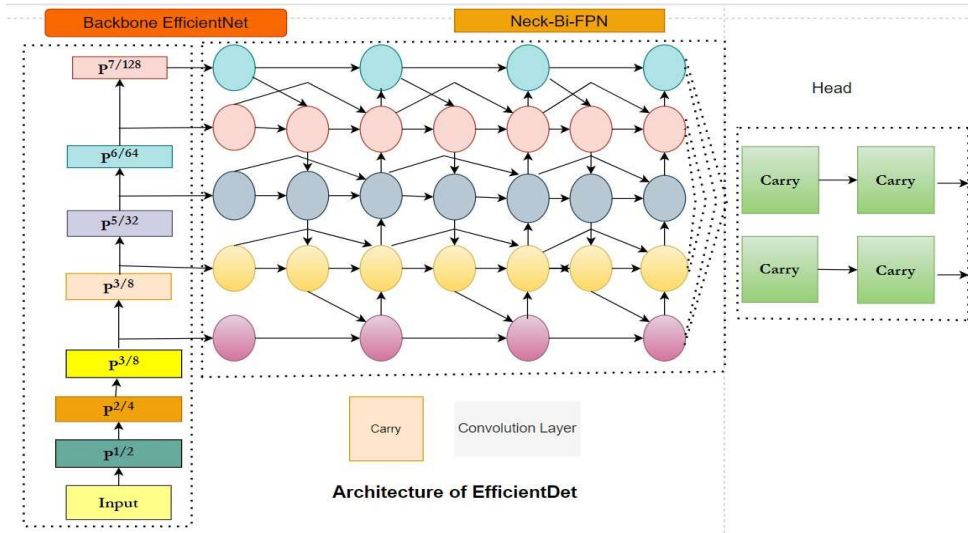 Backbone EfficientNet
Neck-Bi-FPN
P7/128
Head
P6/64
Carry Carry
P5/32
Carry Carry
P3/8
P3/8
P2/4
Carry
Convolution Layer
P1/2
Input
Architecture of EfficientDet